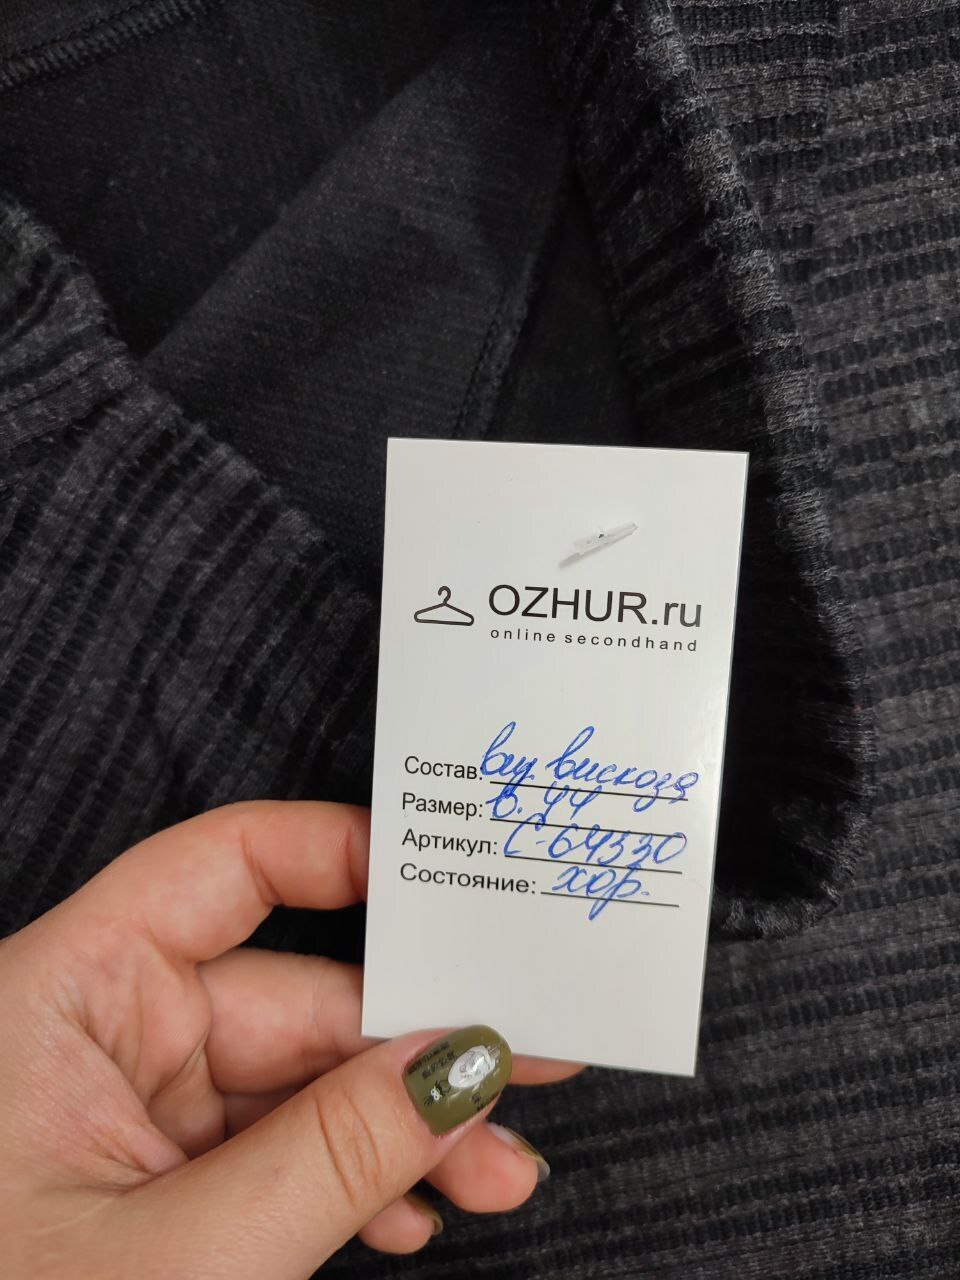 OZHUR.ru
online secondhand
Состав: вид. вискоза
Размер: в. 44
Артикул: С-64330
Состояние: хор.